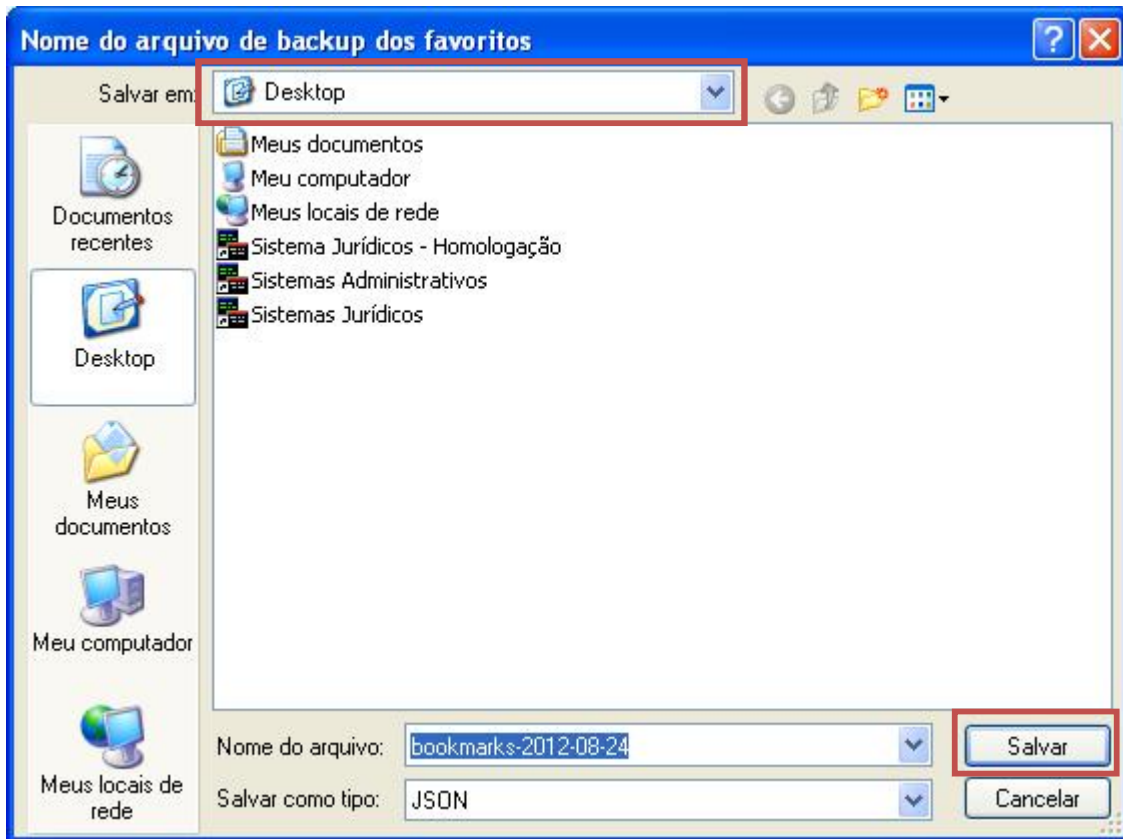 Nome do arquivo de backup dos favoritos
Salvar em:
Desktop
Documentos
recentes
Desktop
Meus
documentos
Meu computador
Meus locais de
rede
Meus documentos
Meu computador
Meus locais de rede
Sistema Jurídicos - Homologação
Sistemas Administrativos
Sistemas Jurídicos
Nome do arquivo:
bookmarks-2012-08-24
Salvar
Salvar como tipo:
JSON
Cancelar